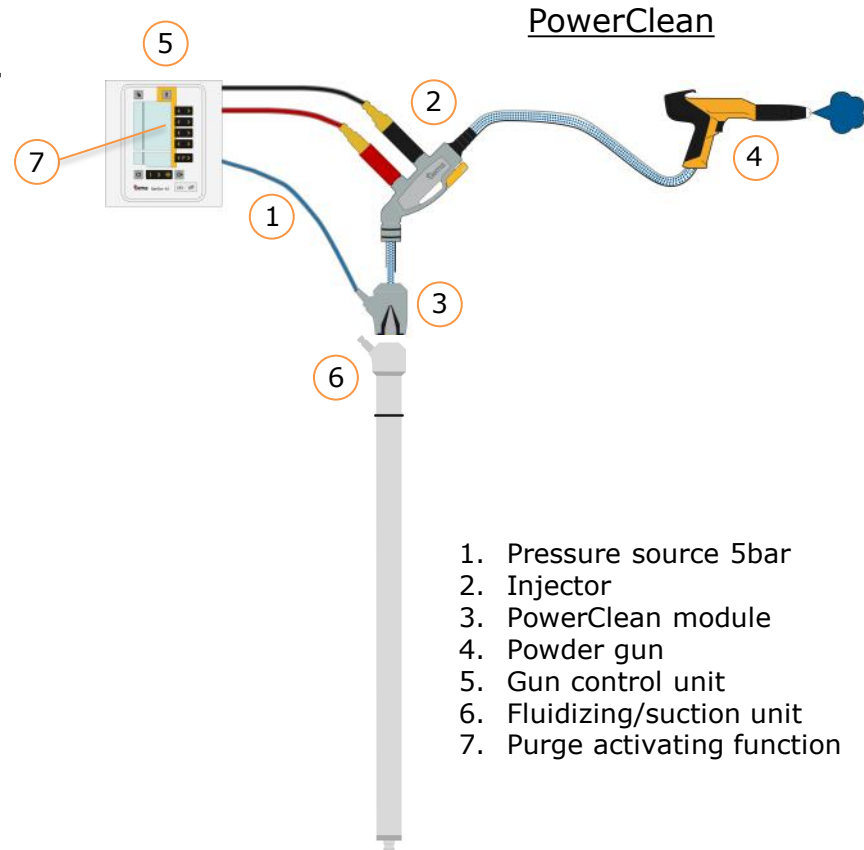 PowerClean
5
2
7
4
1
3
6
1. Pressure source 5bar
2. Injector
3. PowerClean module
4. Powder gun
5. Gun control unit
6. Fluidizing/suction unit
7. Purge activating function